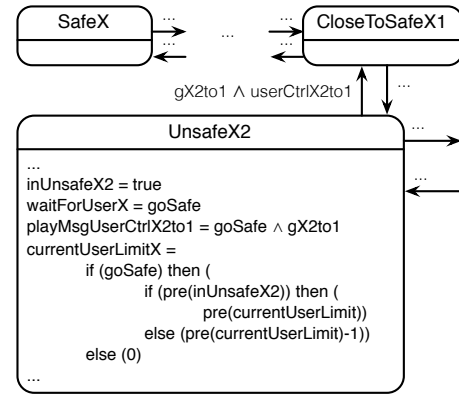 ...
SafeX
...
...
...
...
CloseToSafeX1
gX2to1 ∧ userCtrlX2to1
...
UnsafeX2
...
...
...
inUnsafeX2 = true
waitForUserX = goSafe
playMsgUserCtrlX2to1 = goSafe ∧ gX2to1
currentUserLimitX =
if (goSafe) then (
if (pre(inUnsafeX2)) then (
pre(currentUserLimit))
else (pre(currentUserLimit)-1))
else (0)
...